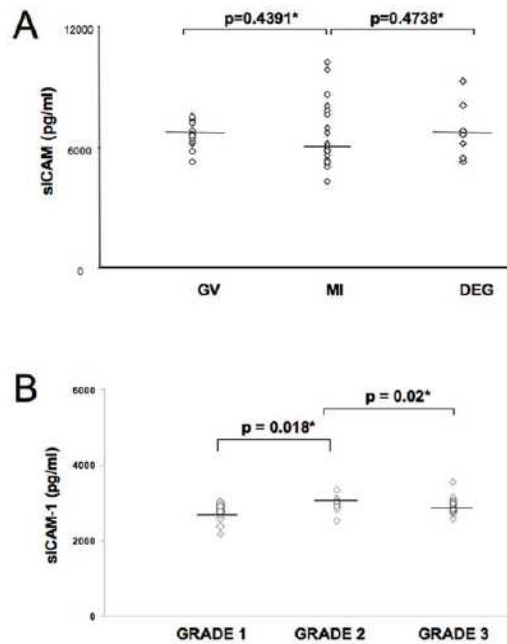 A
12000
p=0.4391*
p=0.4738*
sICAM (pg/ml)
6000
0
GV
MI
DEG
B
6000
p = 0.02*
p = 0.018*
sICAM-1 (pg/ml)
4000
2000
0
GRADE 1
GRADE 2
GRADE 3